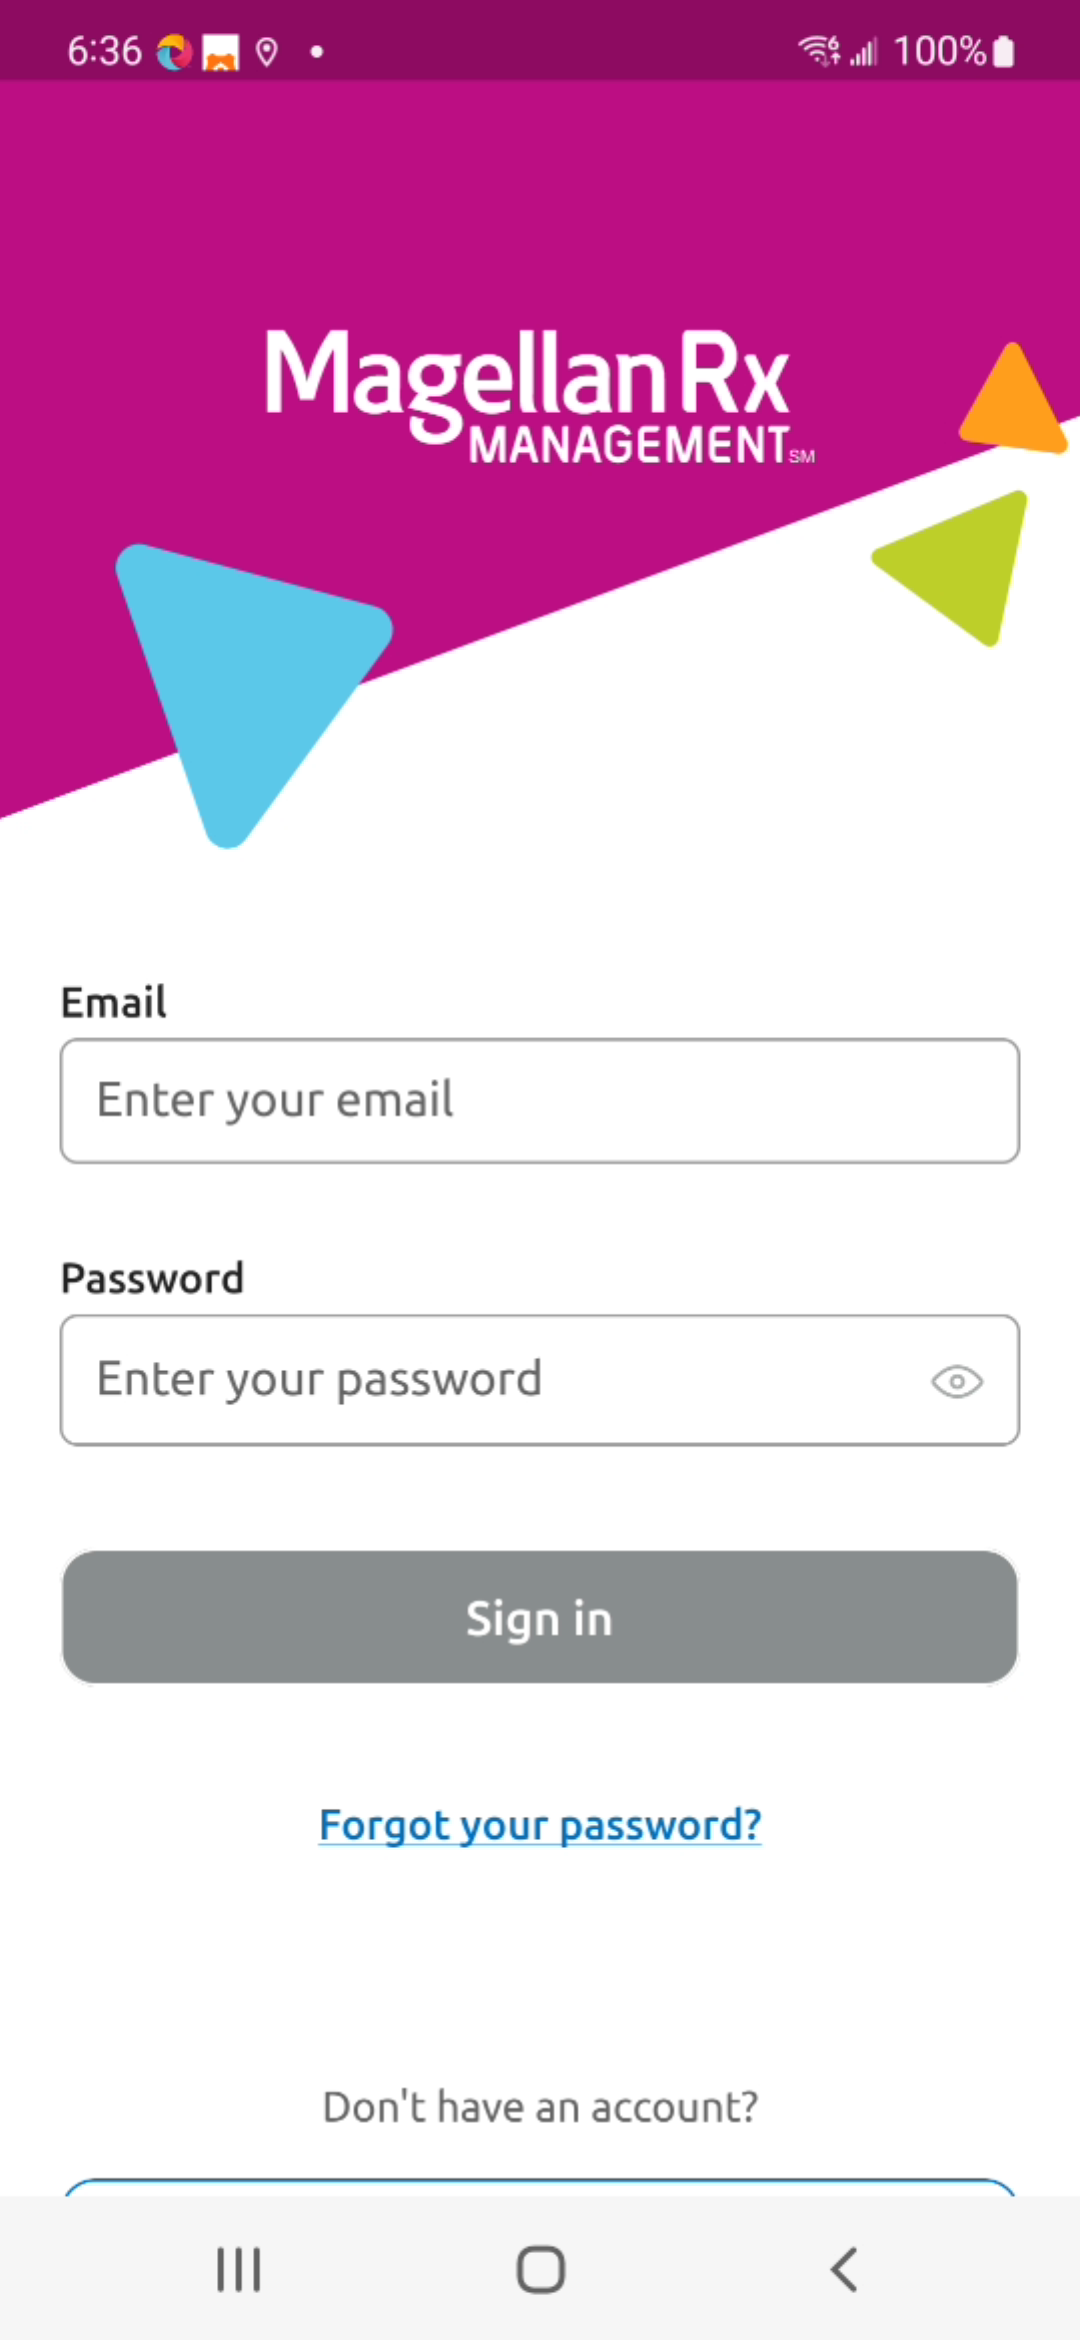 6:36
100%
Magellan Rx
MANAGEMENT SM
Email
Enter your email
Password
Enter your password
Sign in
Forgot your password?
Don't have an account?